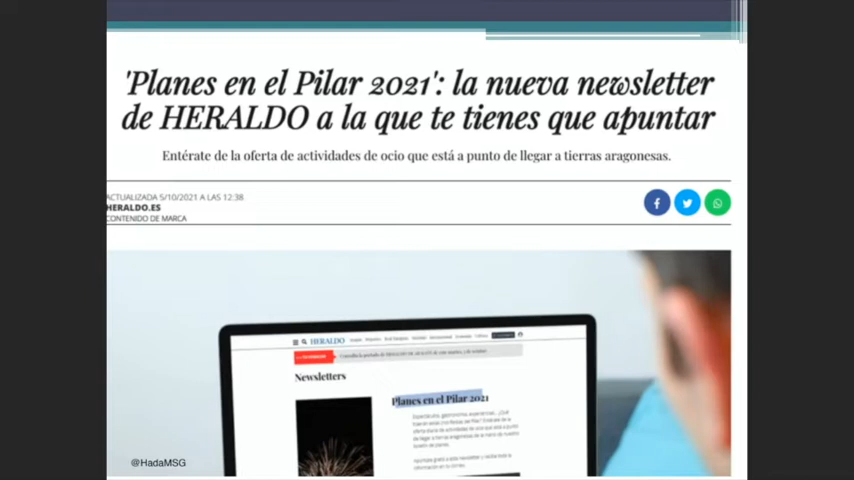 'Planes en el Pilar 2021': la nueva newsletter
de HERALDO a la que te tienes que apuntar
Entérate de la oferta de actividades de ocio que está a punto de llegar a tierras aragonesas.
ACTUALIZADA 5/10/2021 A LAS 12:38
HERALDO.ES
CONTENIDO DE MARCA
HERALDO
Newsletters
Planes en el Pilar 2021
@HadaMSG